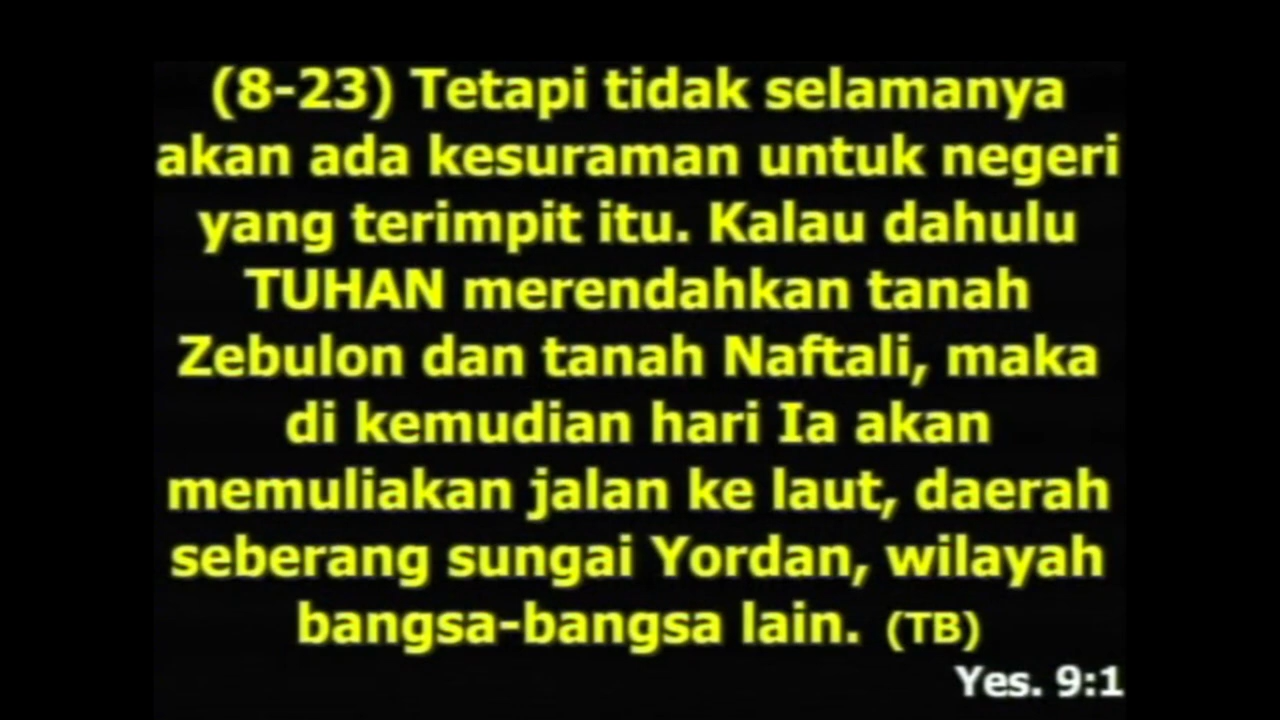 (8-23) Tetapi tidak selamanya
akan ada kesuraman untuk negeri
yang terimpit itu. Kalau dahulu
TUHAN merendahkan tanah
Zebulon dan tanah Naftali, maka
di kemudian hari Ia akan
memuliakan jalan ke laut, daerah
seberang sungai Yordan, wilayah
bangsa-bangsa lain. (TB)
Yes. 9:1